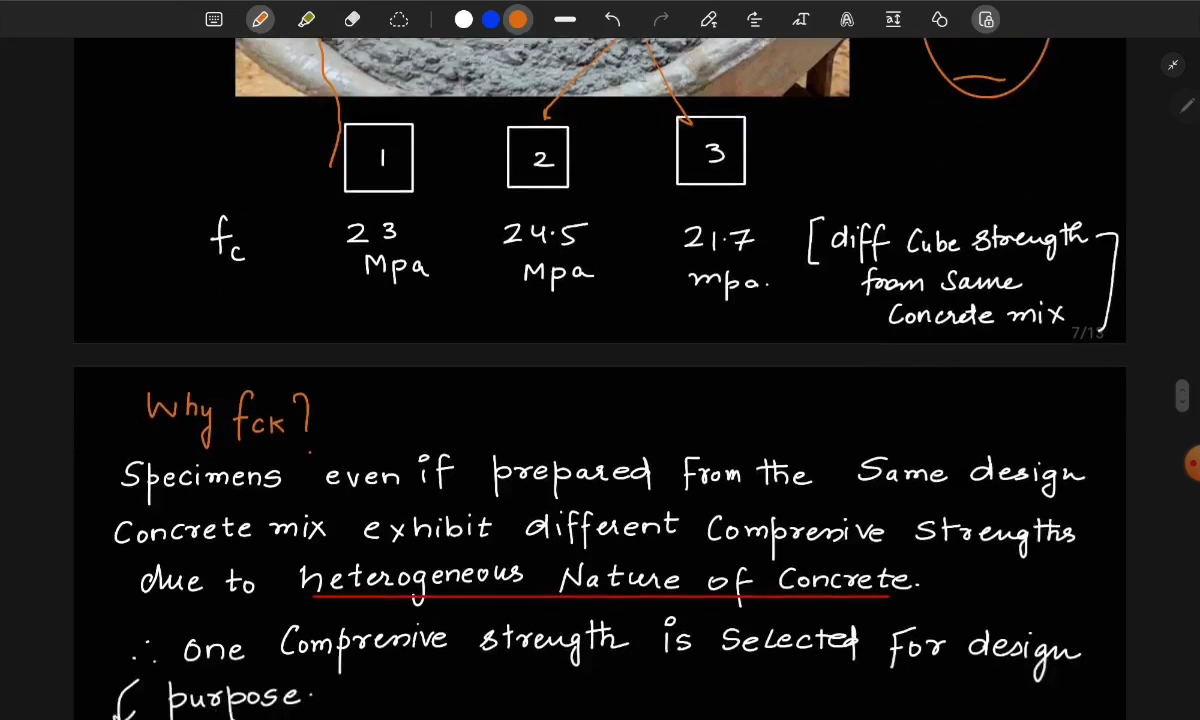 1 2 3
fc 23 Mpa 24.5 Mpa 21.7 mpa. [diff Cube Strength
from Same
Concrete mix
7/13
Why fck?
Specimens even if prepared From the Same design
Concrete mix exhibit different Compressive Strengths
due to heterogeneous Nature of Concrete.
∴ One Compressive strength is Selected For design
purpose.